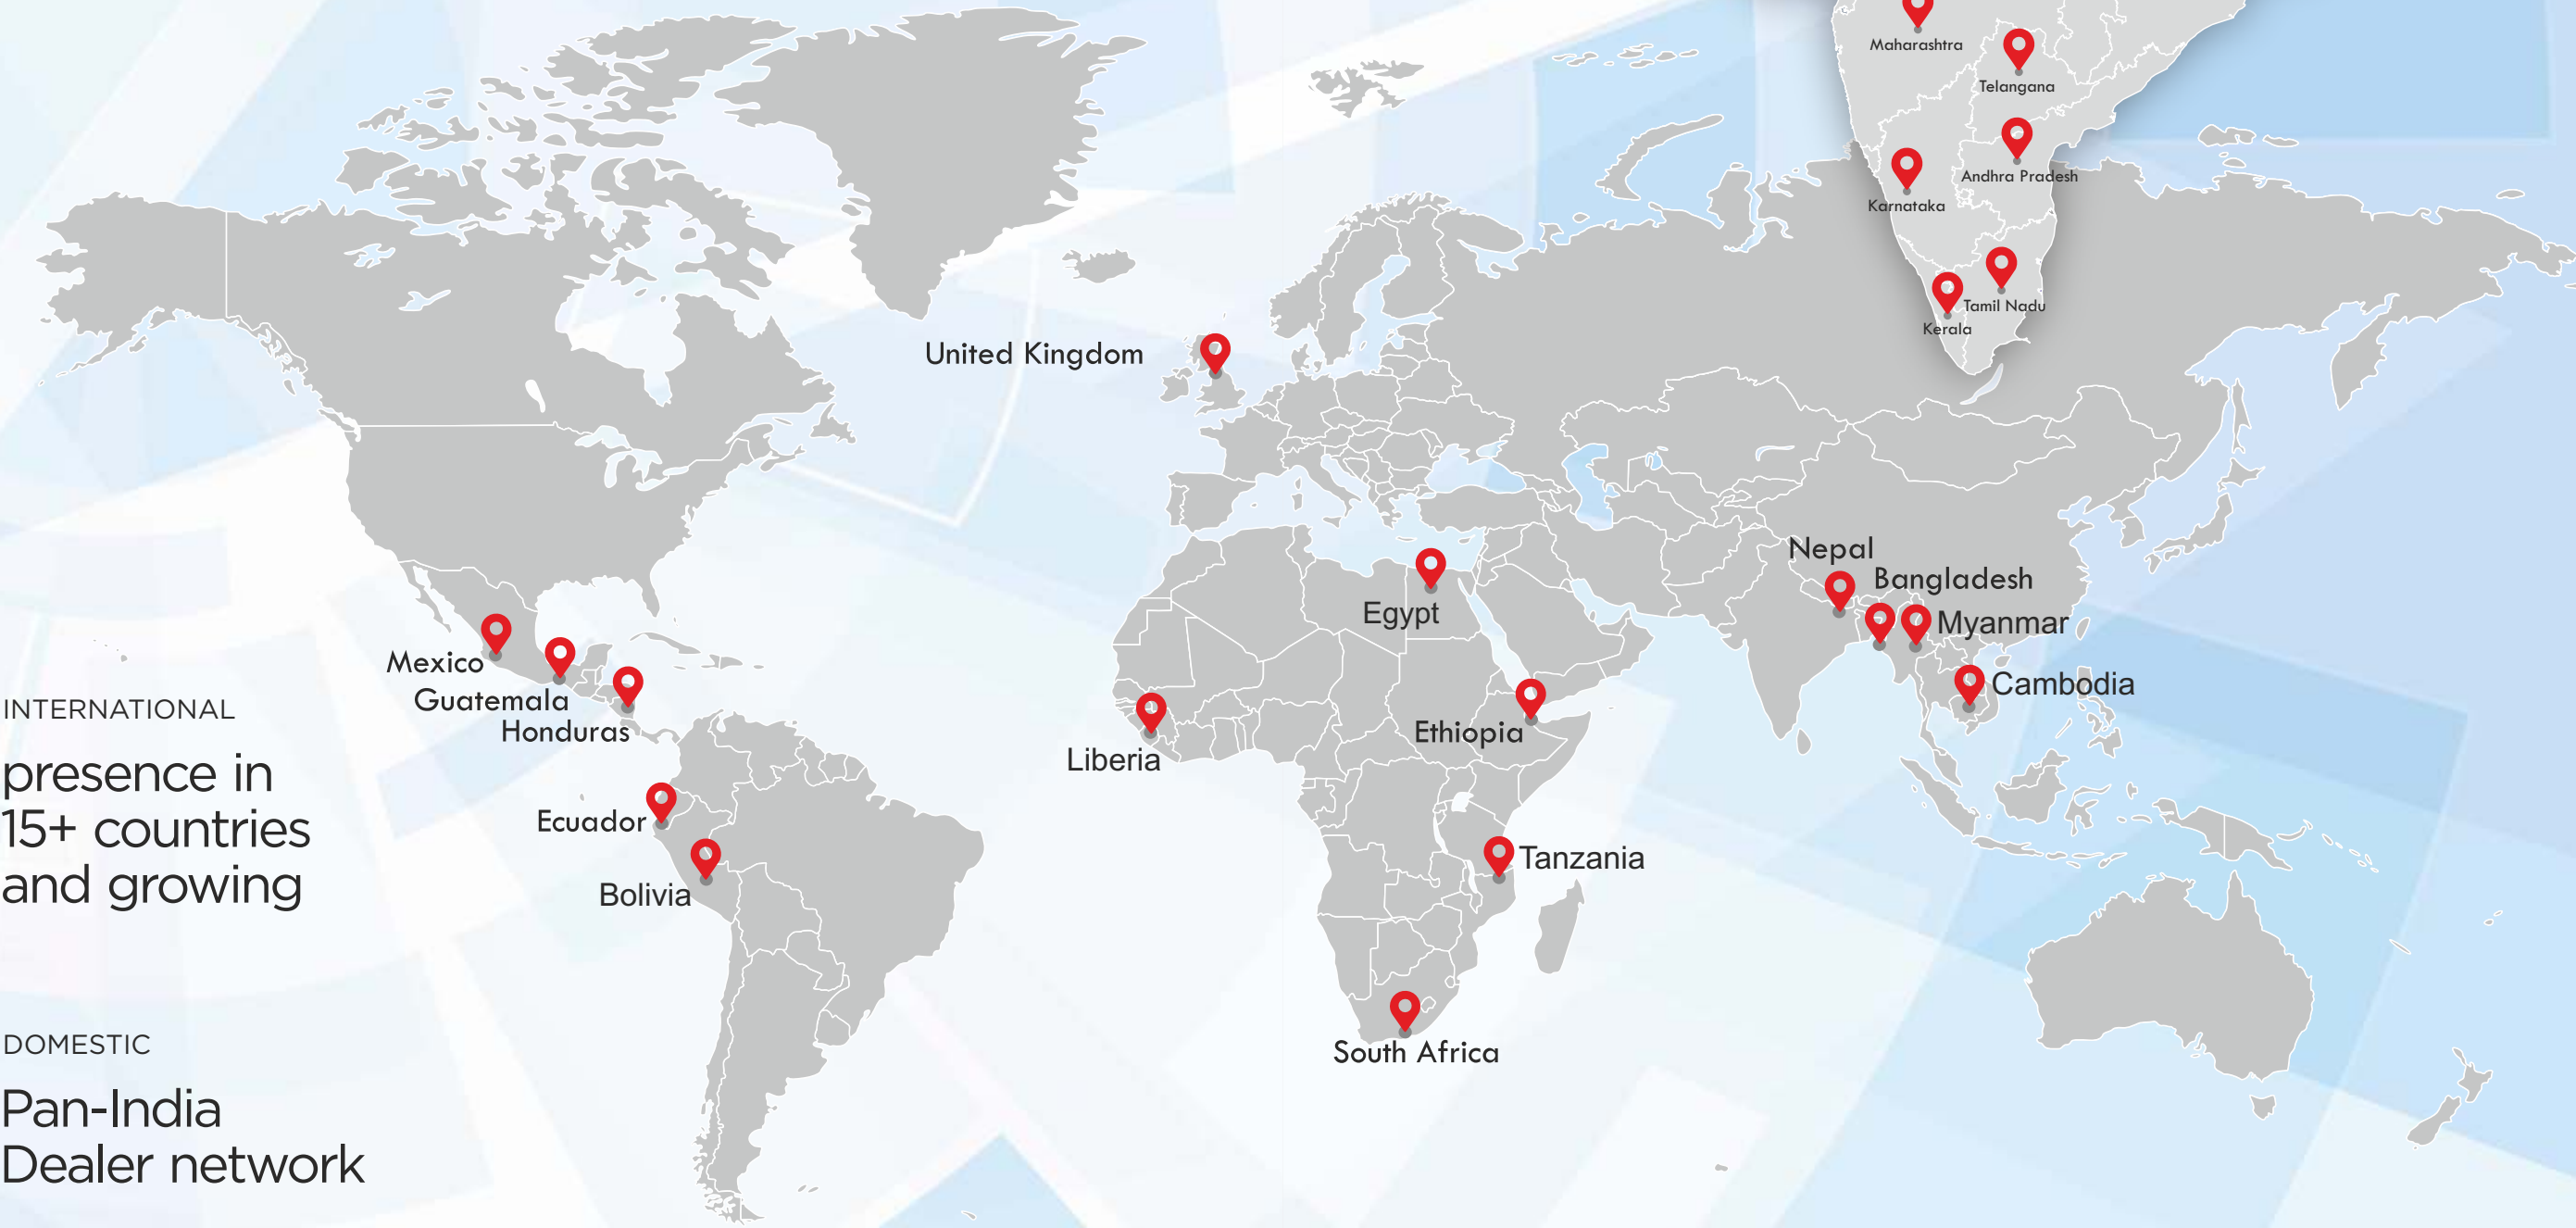 Maharashtra
Telangana
Andhra Pradesh
Karnataka
Tamil Nadu
Kerala
United Kingdom
Nepal
Bangladesh
Egypt
Myanmar
Mexico
Cambodia
Guatemala
Honduras
Ethiopia
Liberia
Ecuador
Tanzania
Bolivia
South Africa
INTERNATIONAL
presence in
15+ countries
and growing
DOMESTIC
Pan-India
Dealer network